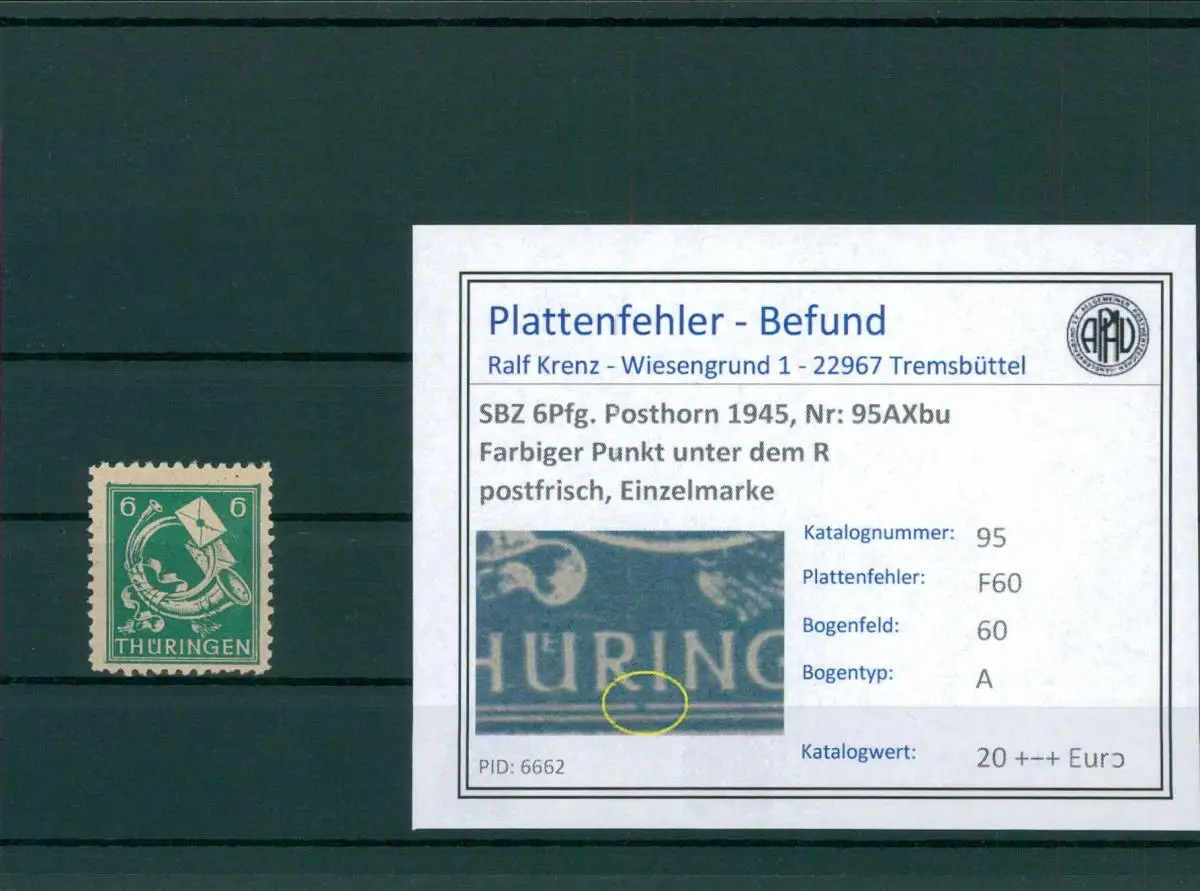 6 6
THÜRINGEN
Plattenfehler - Befund
Ralf Krenz - Wiesengrund 1 - 22967 Tremsbüttel
APHV
SBZ 6Pfg. Posthorn 1945, Nr: 95AXbu
Farbiger Punkt unter dem R
postfrisch, Einzelmarke
HÜRING
Katalognummer: 95
Plattenfehler: F60
Bogenfeld: 60
Bogentyp: A
Katalogwert: 20 +++ Euro
PID: 6662